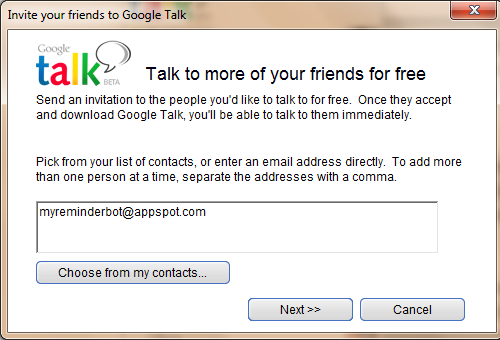 Invite your friends to Google Talk
Google
talk
BETA
Talk to more of your friends for free
Send an invitation to the people you'd like to talk to for free.  Once they accept
and download Google Talk, you'll be able to talk to them immediately.
Pick from your list of contacts, or enter an email address directly.  To add more
than one person at a time, separate the addresses with a comma.
myreminderbot@appspot.com
Choose from my contacts...
Next >>
Cancel